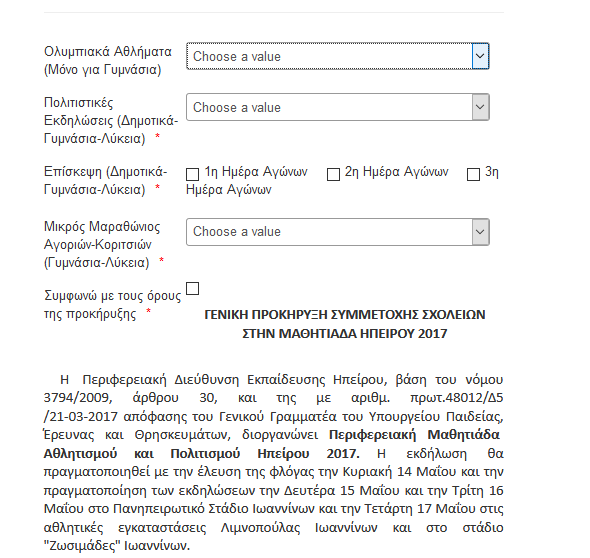 Ολυμπιακά Αθλήματα
(Μόνο για Γυμνάσια)
Choose a value
Πολιτιστικές
Εκδηλώσεις (Δημοτικά-
Γυμνάσια-Λύκεια) *
Choose a value
Επίσκεψη (Δημοτικά-
Γυμνάσια-Λύκεια) *
1η Ημέρα Αγώνων 2η Ημέρα Αγώνων 3η
Ημέρα Αγώνων
Μικρός Μαραθώνιος
Αγοριών-Κοριτσιών
(Γυμνάσια-Λύκεια) *
Choose a value
Συμφωνώ με τους όρους
της προκήρυξης *
ΓΕΝΙΚΗ ΠΡΟΚΗΡΥΞΗ ΣΥΜΜΕΤΟΧΗΣ ΣΧΟΛΕΙΩΝ
ΣΤΗΝ ΜΑΘΗΤΙΑΔΑ ΗΠΕΙΡΟΥ 2017
Η Περιφερειακή Διεύθυνση Εκπαίδευσης Ηπείρου, βάση του νόμου
3794/2009, άρθρου 30, και της με αριθμ. πρωτ.48012/Δ5
/21-03-2017 απόφασης του Γενικού Γραμματέα του Υπουργείου Παιδείας,
Έρευνας και Θρησκευμάτων, διοργανώνει Περιφερειακή Μαθητιάδα
Αθλητισμού και Πολιτισμού Ηπείρου 2017. Η εκδήλωση θα
πραγματοποιηθεί με την έλευση της φλόγας την Κυριακή 14 Μαΐου και την
πραγματοποίηση των εκδηλώσεων την Δευτέρα 15 Μαΐου και την Τρίτη 16
Μαΐου στο Πανηπειρωτικό Στάδιο Ιωαννίνων και την Τετάρτη 17 Μαΐου στις
αθλητικές εγκαταστάσεις Λιμνοπούλας Ιωαννίνων και στο στάδιο
"Ζωσιμάδες" Ιωαννίνων.